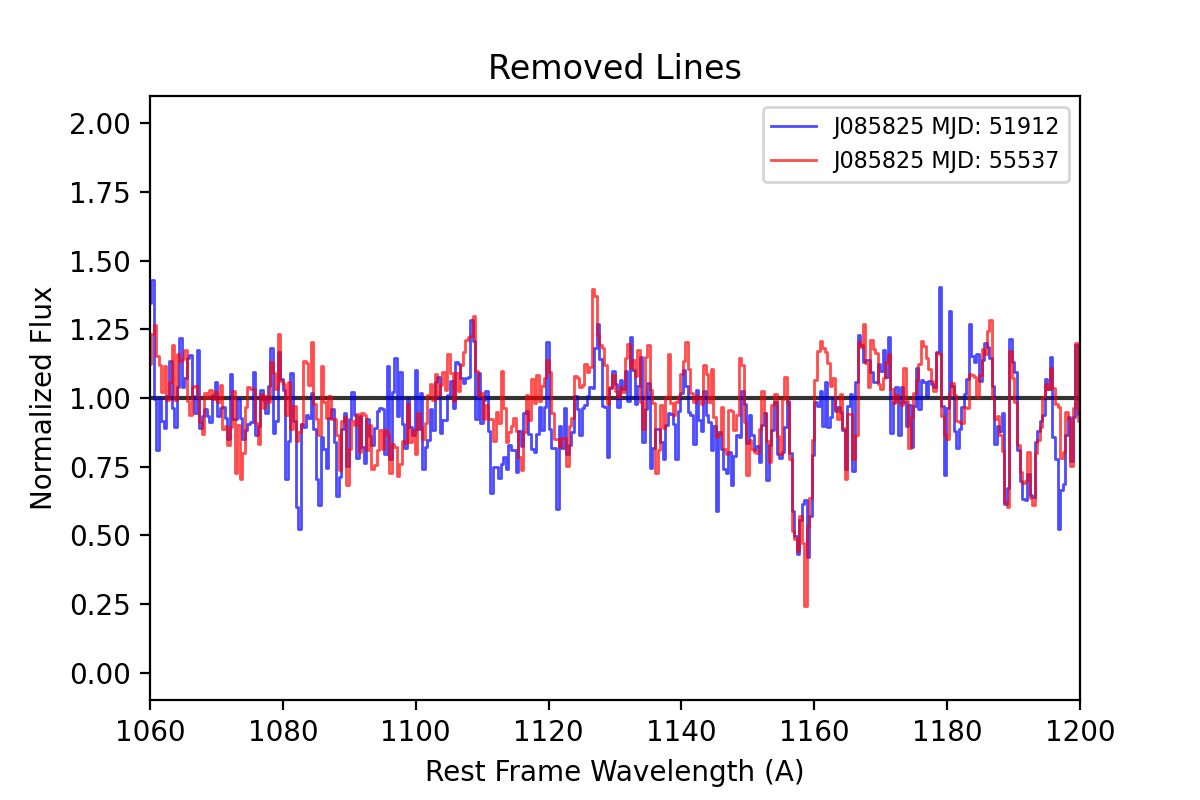 Removed Lines
J085825 MJD: 51912
J085825 MJD: 55537
2.00
1.75
1.50
1.25
1.00
0.75
0.50
0.25
0.00
Normalized Flux
1060 1080 1100 1120 1140 1160 1180 1200
Rest Frame Wavelength (A)